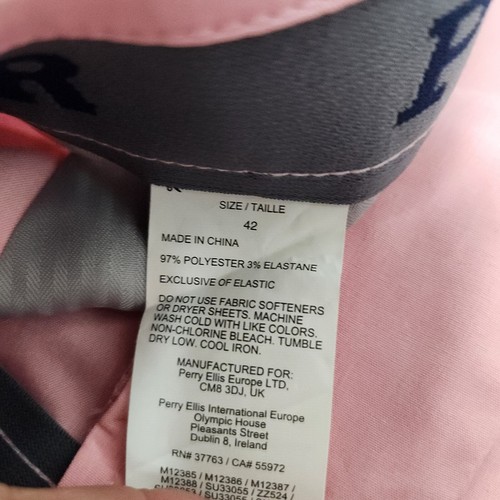 R
SIZE / TAILLE
42
MADE IN CHINA
97% POLYESTER 3% ELASTANE
EXCLUSIVE OF ELASTIC
DO NOT USE FABRIC SOFTENERS
OR DRYER SHEETS. MACHINE
WASH COLD WITH LIKE COLORS.
NON-CHLORINE BLEACH. TUMBLE
DRY LOW. COOL IRON.
MANUFACTURED FOR:
Perry Ellis Europe LTD,
CM8 3DJ, UK
Perry Ellis International Europe
Olympic House
Pleasants Street
Dublin 8, Ireland
RN# 37763 / CA# 55972
M12385 / M12386 / M12387 /
M12388 / SU33055 / ZZ524 /